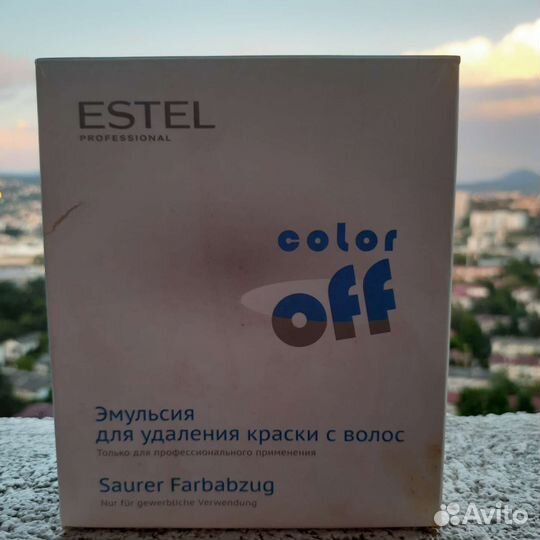 ESTEL
PROFESSIONAL
color
off
Эмульсия
для удаления краски с волос
Только для профессионального применения
Saurer Farbabzug
Nur für gewerbliche Verwendung
Avito